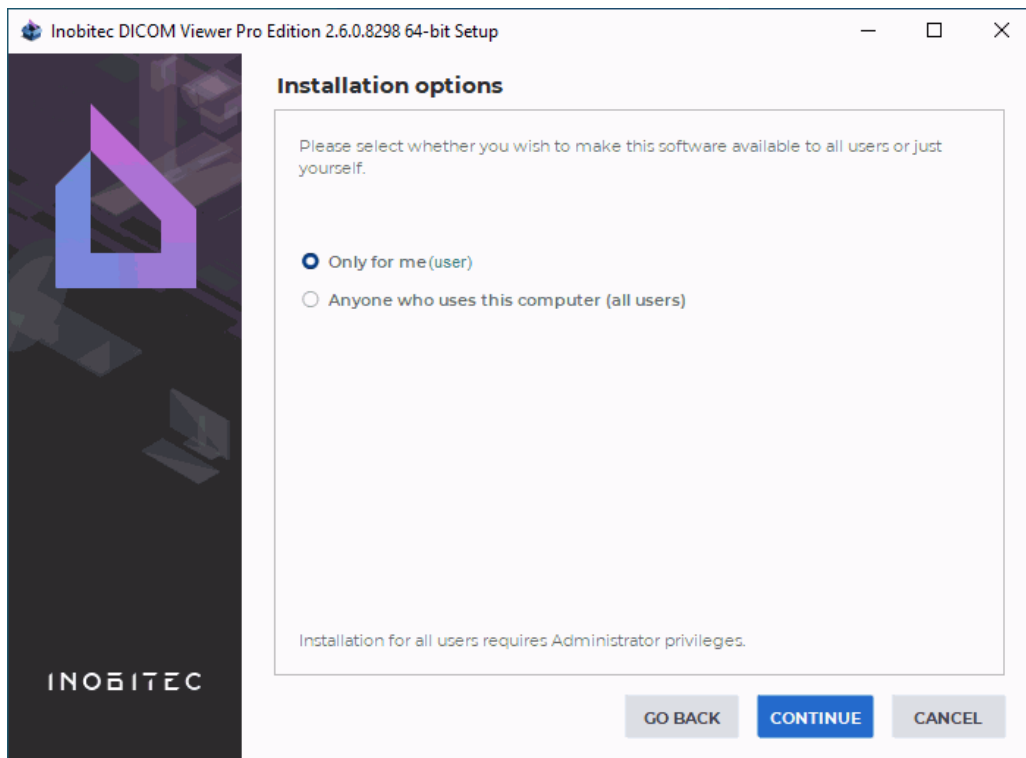 Inobitec DICOM Viewer Pro Edition 2.6.0.8298 64-bit Setup
Installation options
Please select whether you wish to make this software available to all users or just
yourself.
Only for me(user)
Anyone who uses this computer (all users)
Installation for all users requires Administrator privileges.
INOBITEC
GO BACK CONTINUE CANCEL